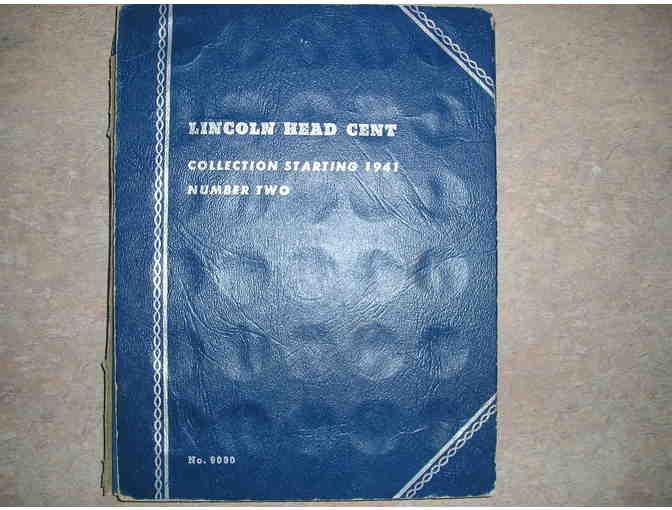 LINCOLN HEAD CENT
COLLECTION STARTING 1941
NUMBER TWO
No. 9030